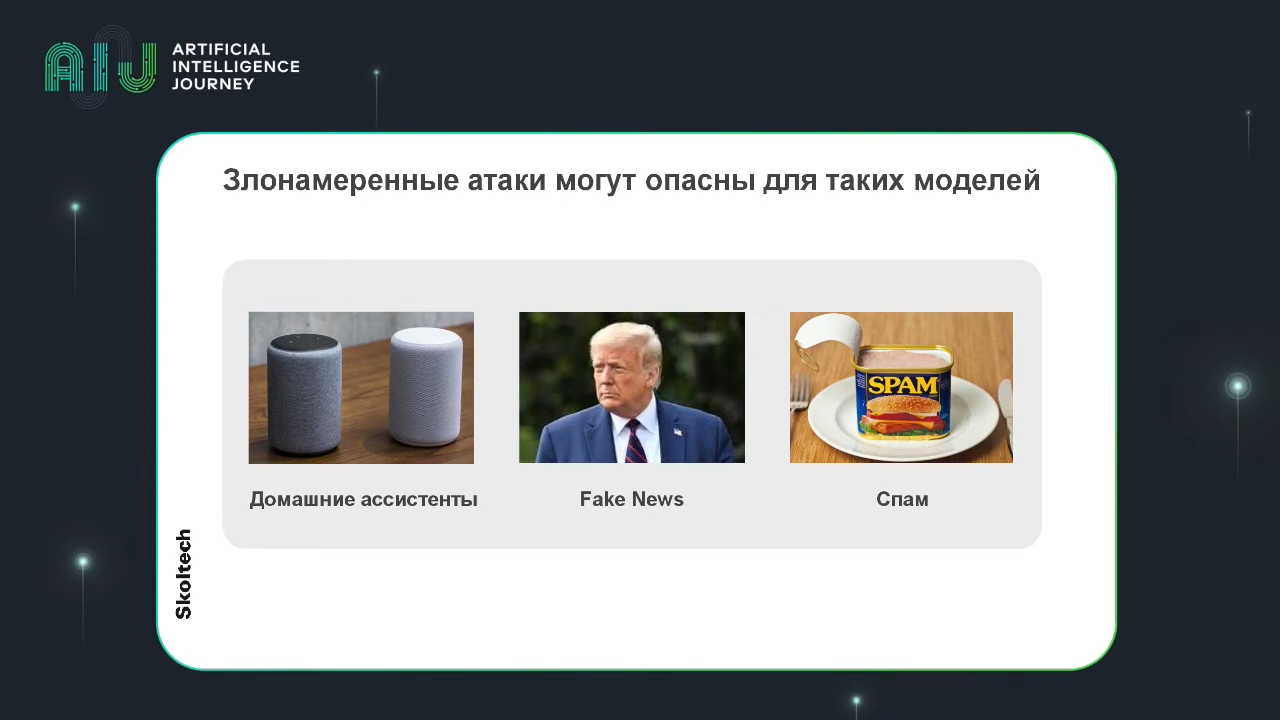 ARTIFICIAL
INTELLIGENCE
JOURNEY
Злонамеренные атаки могут опасны для таких моделей
SPAM
Домашние ассистенты
Fake News
Спам
Skoltech